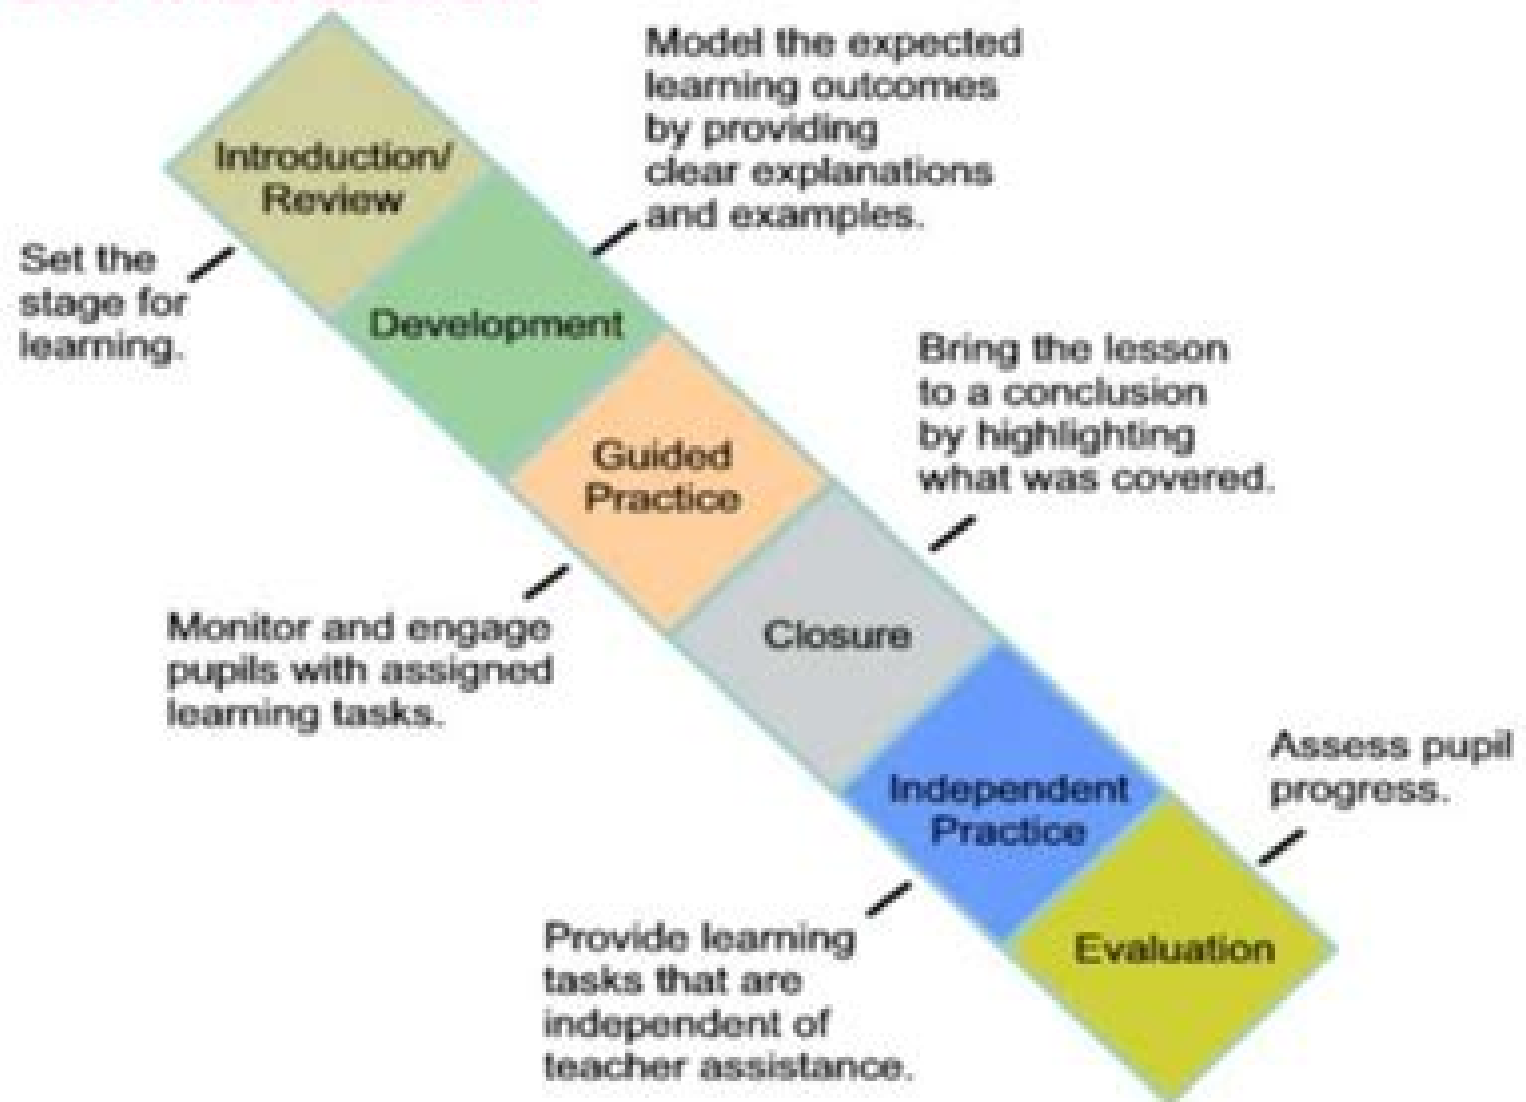 Introduction/
Review
Set the
stage for
learning.
Model the expected
learning outcomes
by providing
clear explanations
and examples.
Development
Guided
Practice
Monitor and engage
pupils with assigned
learning tasks.
Bring the lesson
to a conclusion
by highlighting
what was covered.
Closure
Independent
Practice
Provide learning
tasks that are
independent of
teacher assistance.
Assess pupil
progress.
Evaluation